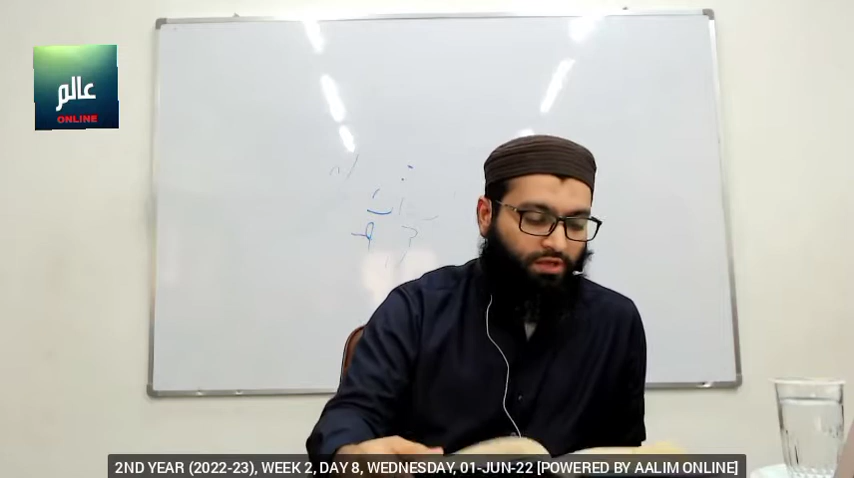 عالم
ONLINE
2ND YEAR (2022-23), WEEK 2, DAY 8, WEDNESDAY, 01-JUN-22 [POWERED BY AALIM ONLINE]